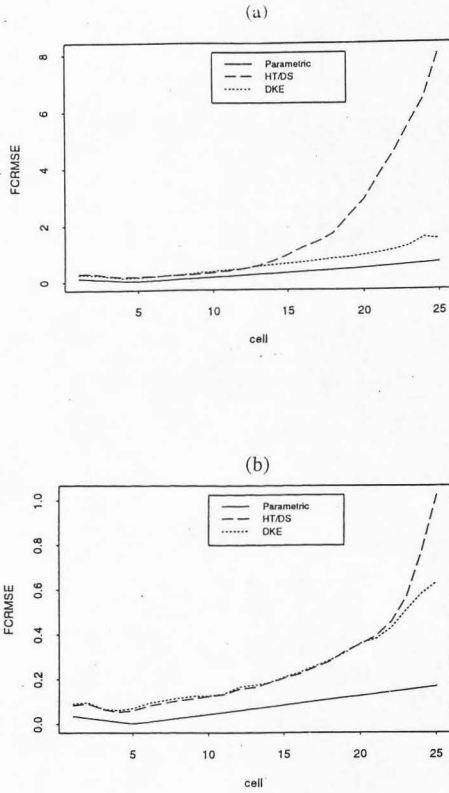 (a)
FCRMSE
8
6
4
2
0
Parametric
HT/DS
DKE
5 10 15 20 25
cell
(b)
FCRMSE
1.0
0.8
0.6
0.4
0.2
0.0
Parametric
HT/DS
DKE
5 10 15 20 25
cell